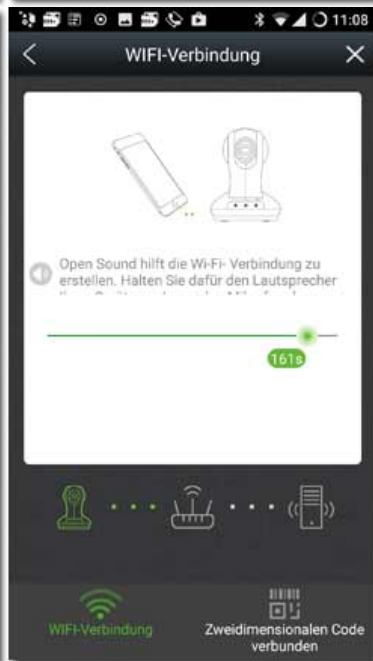 11:08
WIFI-Verbindung
Open Sound hilft die Wi-Fi- Verbindung zu
erstellen. Halten Sie dafür den Lautsprecher
161s
WIFI-Verbindung
Zweidimensionalen Code
verbunden